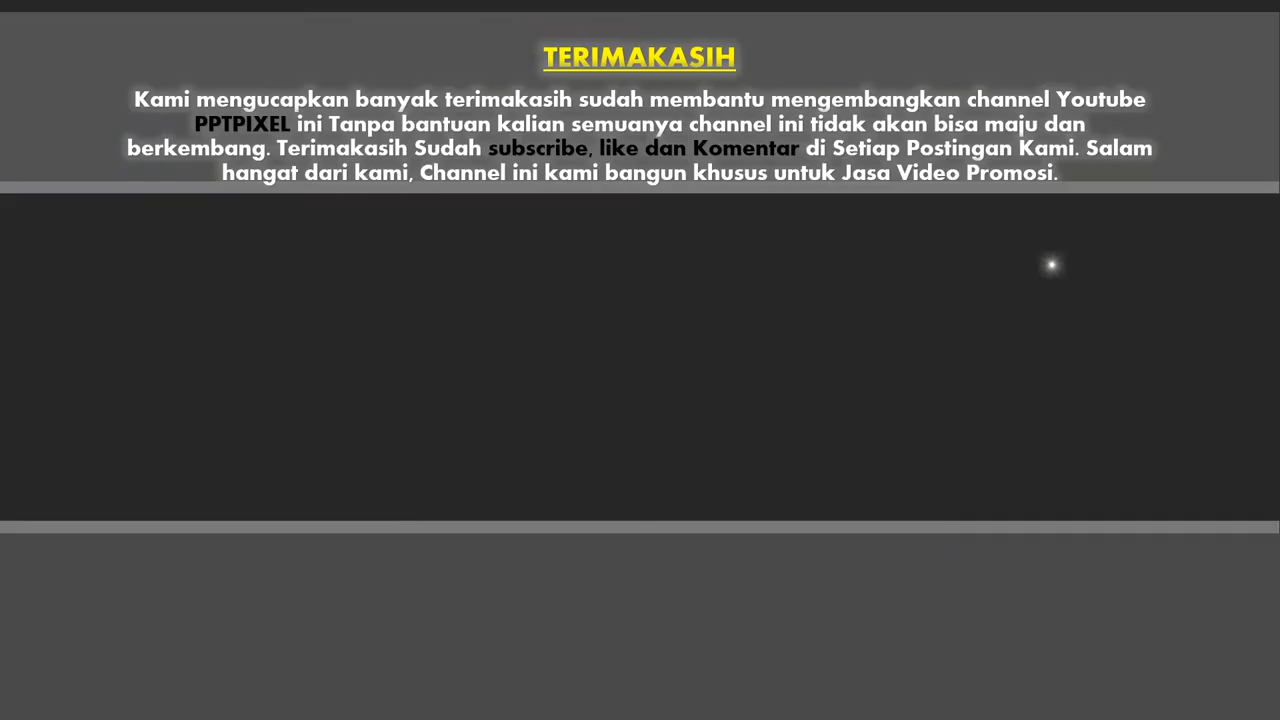 TERIMAKASIH
Kami mengucapkan banyak terimakasih sudah membantu mengembangkan channel Youtube
PPTPIXEL ini Tanpa bantuan kalian semuanya channel ini tidak akan bisa maju dan
berkembang. Terimakasih Sudah subscribe, like dan Komentar di Setiap Postingan Kami. Salam
hangat dari kami, Channel ini kami bangun khusus untuk Jasa Video Promosi.